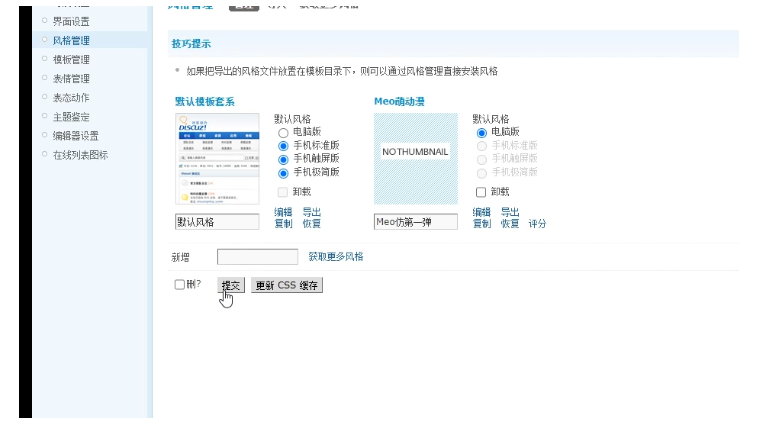 界面设置
风格管理
模板管理
表情管理
表态动作
主题鉴定
编辑器设置
在线列表图标
风格管理
技巧提示
如果把导出的风格文件放置在模板目录下，则可以通过风格管理直接安装风格
默认模板套系
DISCUZ!
默认风格
电脑版
手机标准版
手机触屏版
手机极简版
卸载
默认风格
编辑 导出
复制 恢复
Meo萌动漫
NOTHUMBNAIL
默认风格
电脑版
手机标准版
手机触屏版
手机极简版
卸载
Meo仿第一弹
编辑 导出
复制 恢复 评分
新增 获取更多风格
删? 提交 更新 CSS 缓存